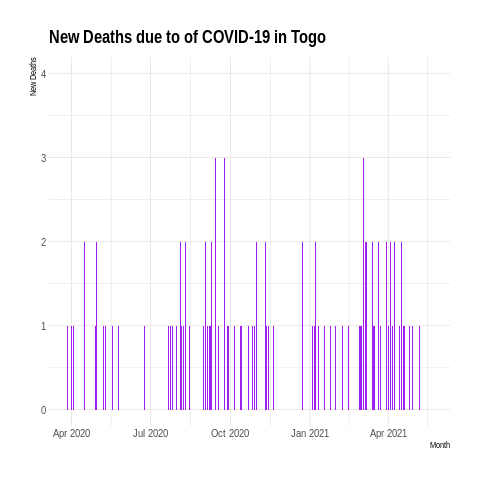 New Deaths due to of COVID-19 in Togo
New Deaths
4
3
2
1
0
Apr 2020 Jul 2020 Oct 2020 Jan 2021 Apr 2021
Month